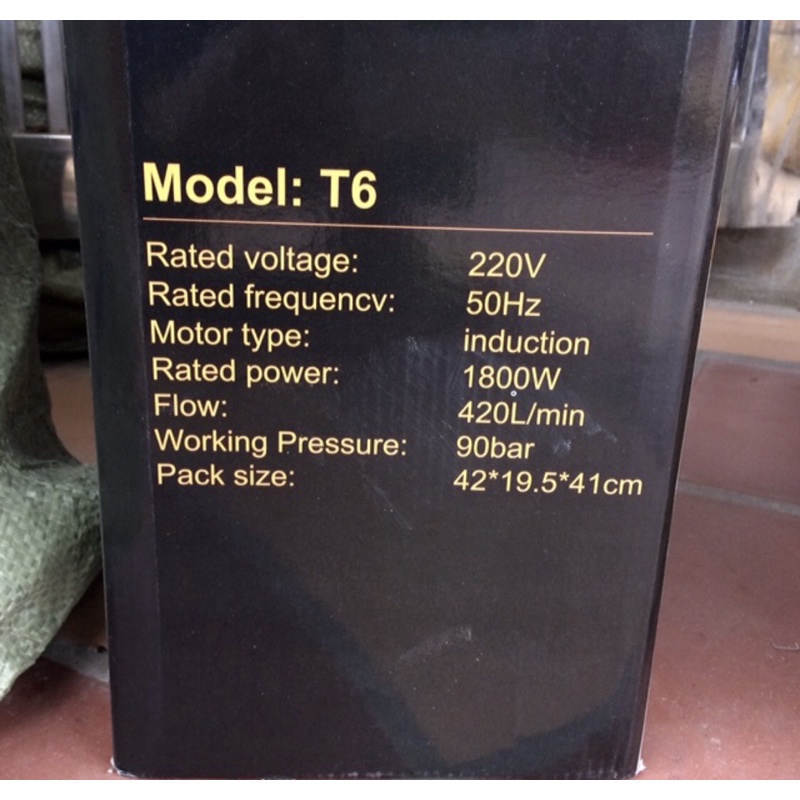 Model: T6
Rated voltage: 220V
Rated frequencv: 50Hz
Motor type: induction
Rated power: 1800W
Flow: 420L/min
Working Pressure: 90bar
Pack size: 42*19.5*41cm